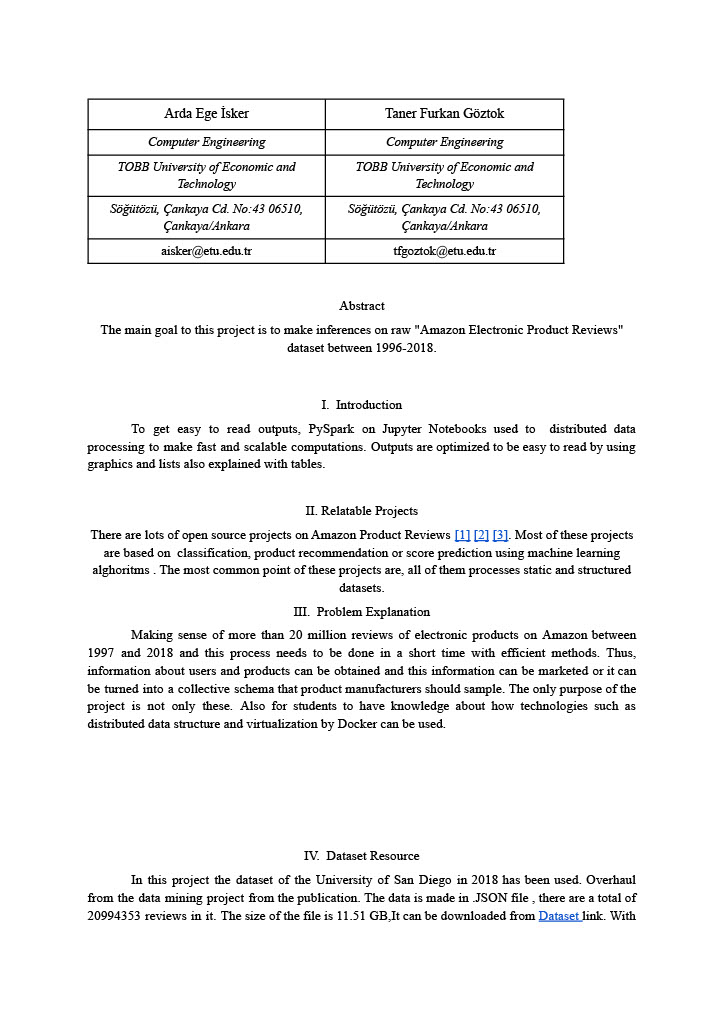 Arda Ege İsker
Taner Furkan Göztok
Computer Engineering
Computer Engineering
TOBB University of Economic and
Technology
TOBB University of Economic and
Technology
Söğütözü, Çankaya Cd. No:43 06510,
Çankaya/Ankara
Söğütözü, Çankaya Cd. No:43 06510,
Çankaya/Ankara
aisker@etu.edu.tr
tfgoztok@etu.edu.tr
Abstract
The main goal to this project is to make inferences on raw "Amazon Electronic Product Reviews"
dataset between 1996-2018.
I. Introduction
To get easy to read outputs, PySpark on Jupyter Notebooks used to distributed data
processing to make fast and scalable computations. Outputs are optimized to be easy to read by using
graphics and lists also explained with tables.
II. Relatable Projects
There are lots of open source projects on Amazon Product Reviews [1] [2] [3]. Most of these projects
are based on classification, product recommendation or score prediction using machine learning
alghoritms . The most common point of these projects are, all of them processes static and structured
datasets.
III. Problem Explanation
Making sense of more than 20 million reviews of electronic products on Amazon between
1997 and 2018 and this process needs to be done in a short time with efficient methods. Thus,
information about users and products can be obtained and this information can be marketed or it can
be turned into a collective schema that product manufacturers should sample. The only purpose of the
project is not only these. Also for students to have knowledge about how technologies such as
distributed data structure and virtualization by Docker can be used.
IV. Dataset Resource
In this project the dataset of the University of San Diego in 2018 has been used. Overhaul
from the data mining project from the publication. The data is made in .JSON file , there are a total of
20994353 reviews in it. The size of the file is 11.51 GB,It can be downloaded from Dataset link. With